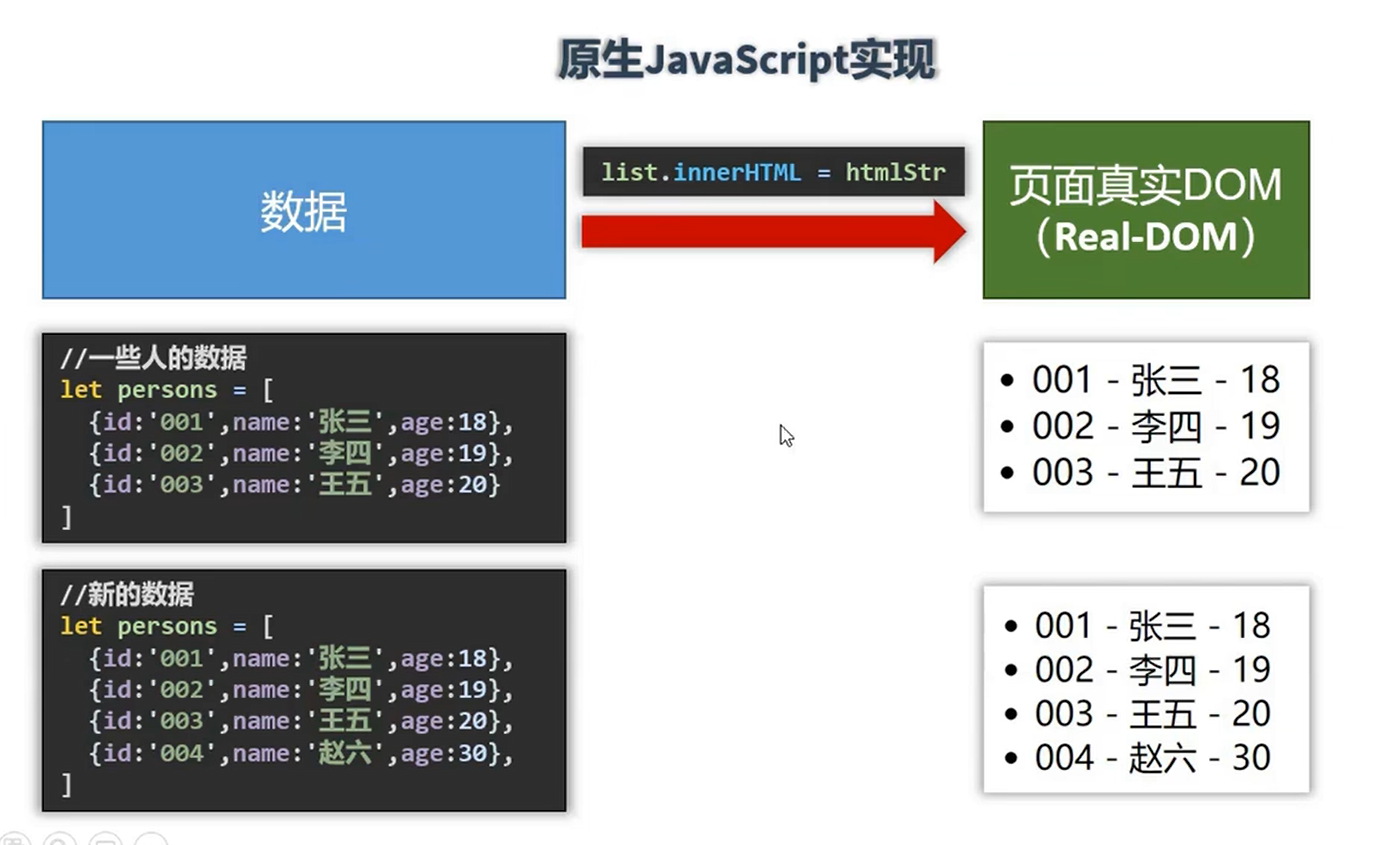 原生JavaScript实现
数据
list.innerHTML = htmlStr
页面真实DOM
（Real-DOM）
//一些人的数据
let persons = [
{id:'001',name:'张三',age:18},
{id:'002',name:'李四',age:19},
{id:'003',name:'王五',age:20}
]
001 - 张三 - 18
002 - 李四 - 19
003 - 王五 - 20
//新的数据
let persons = [
{id:'001',name:'张三',age:18},
{id:'002',name:'李四',age:19},
{id:'003',name:'王五',age:20},
{id:'004',name:'赵六',age:30},
]
001 - 张三 - 18
002 - 李四 - 19
003 - 王五 - 20
004 - 赵六 - 30